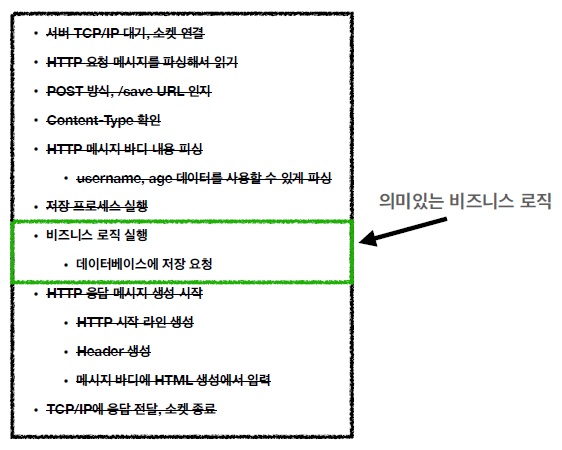 • 서버 TCP/IP 대기, 소켓 연결
• HTTP 요청 메시지를 파싱해서 읽기
• POST 방식, /save URL 인지
• Content-Type 확인
• HTTP 메시지 바디 내용 파싱
• username, age 데이터를 사용할 수 있게 파싱
• 저장 프로세스 실행
• 비즈니스 로직 실행
• 데이터베이스에 저장 요청
• HTTP 응답 메시지 생성 시작
• HTTP 시작 라인 생성
• Header 생성
• 메시지 바디에 HTML 생성에서 입력
• TCP/IP에 응답 전달, 소켓 종료
의미있는 비즈니스 로직